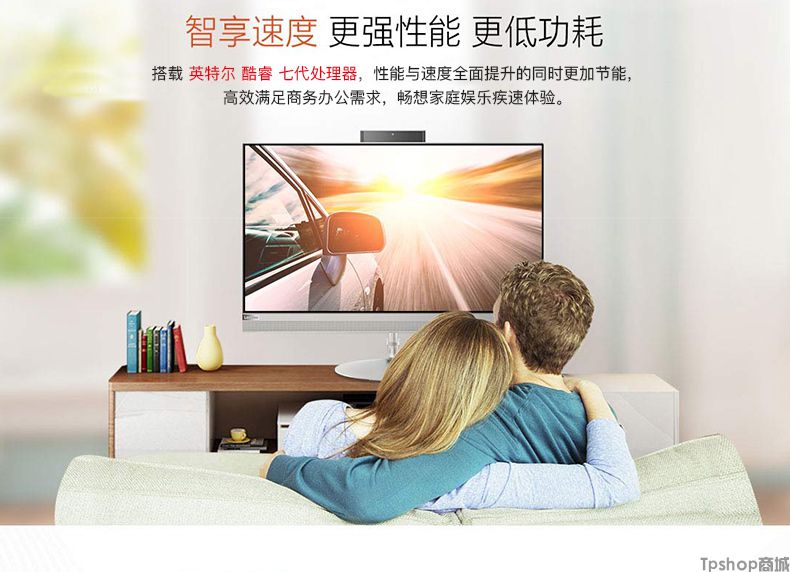 智享速度 更强性能 更低功耗
搭载 英特尔 酷睿 七代处理器，性能与速度全面提升的同时更加节能，
高效满足商务办公需求，畅想家庭娱乐疾速体验。
Tpshop商城